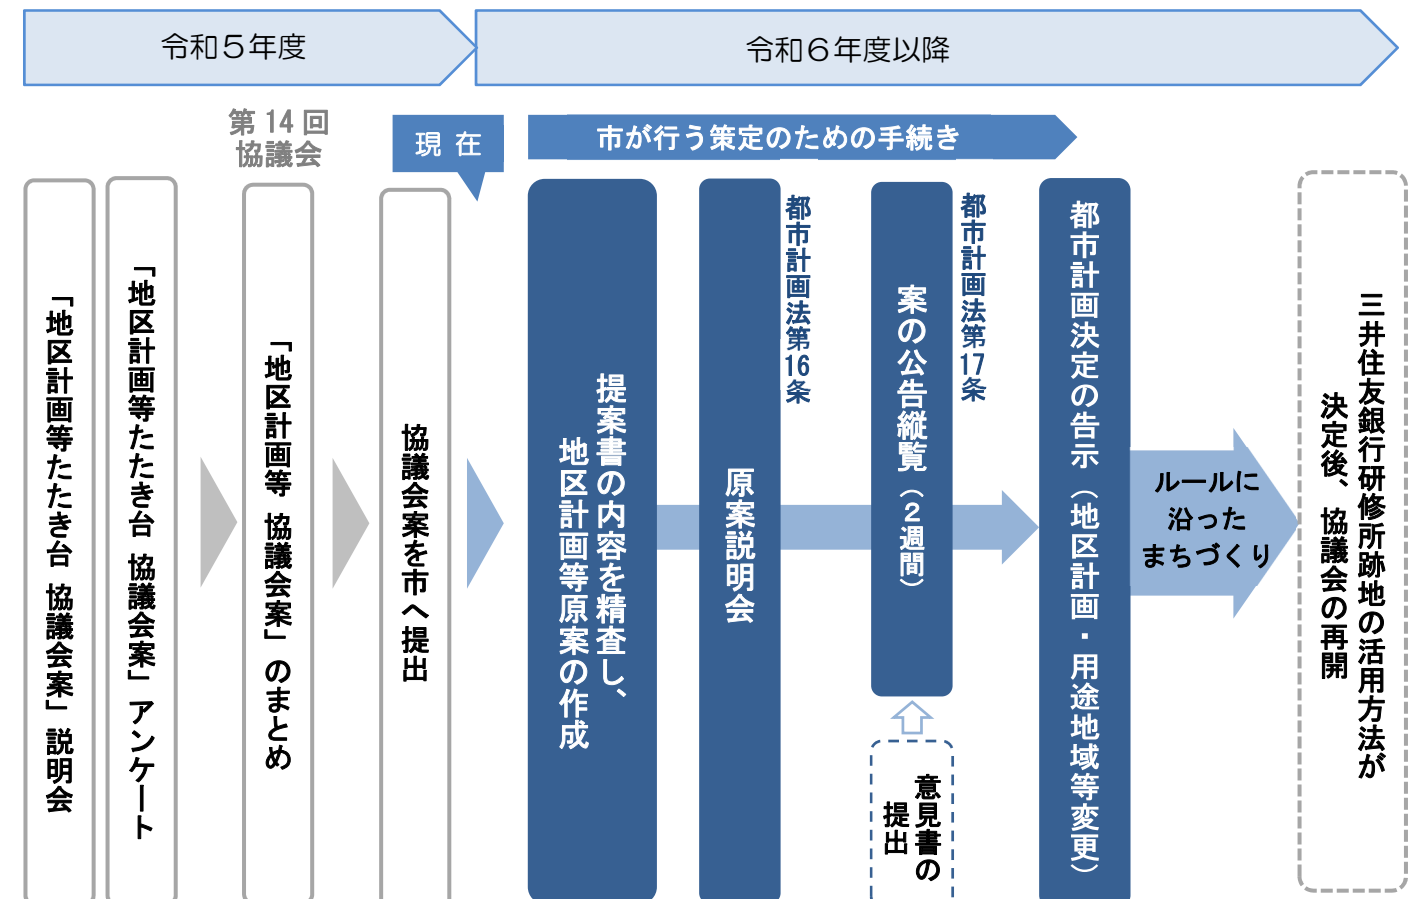 令和５年度
令和６年度以降
第 14 回
協議会
現 在
市が行う策定のための手続き
「地区計画等たたき台 協議会案」説明会
「地区計画等たたき台 協議会案」アンケート
「地区計画等 協議会案」のまとめ
協議会案を市へ提出
提案書の内容を精査し、
地区計画等原案の作成
原案説明会
都市計画法第16条
案の公告縦覧（２週間）
都市計画法第17条
意見書の
提出
都市計画決定の告示（地区計画・用途地域等変更）
ルールに
沿った
まちづくり
三井住友銀行研修所跡地の活用方法が
決定後、協議会の再開